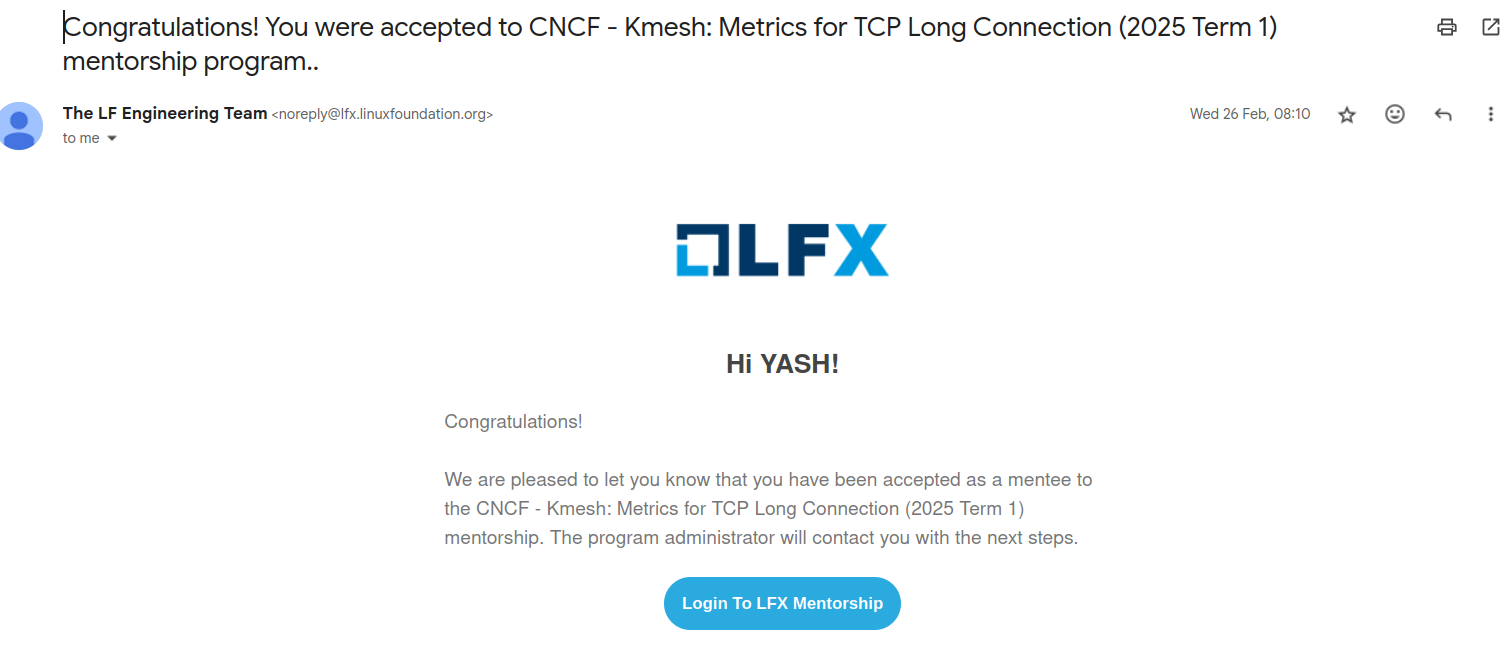 Congratulations! You were accepted to CNCF - Kmesh: Metrics for TCP Long Connection (2025 Term 1)
mentorship program..
The LF Engineering Team <noreply@lfx.linuxfoundation.org>
Wed 26 Feb, 08:10
to me
LFX
Hi YASH!
Congratulations!
We are pleased to let you know that you have been accepted as a mentee to
the CNCF - Kmesh: Metrics for TCP Long Connection (2025 Term 1)
mentorship. The program administrator will contact you with the next steps.
Login To LFX Mentorship